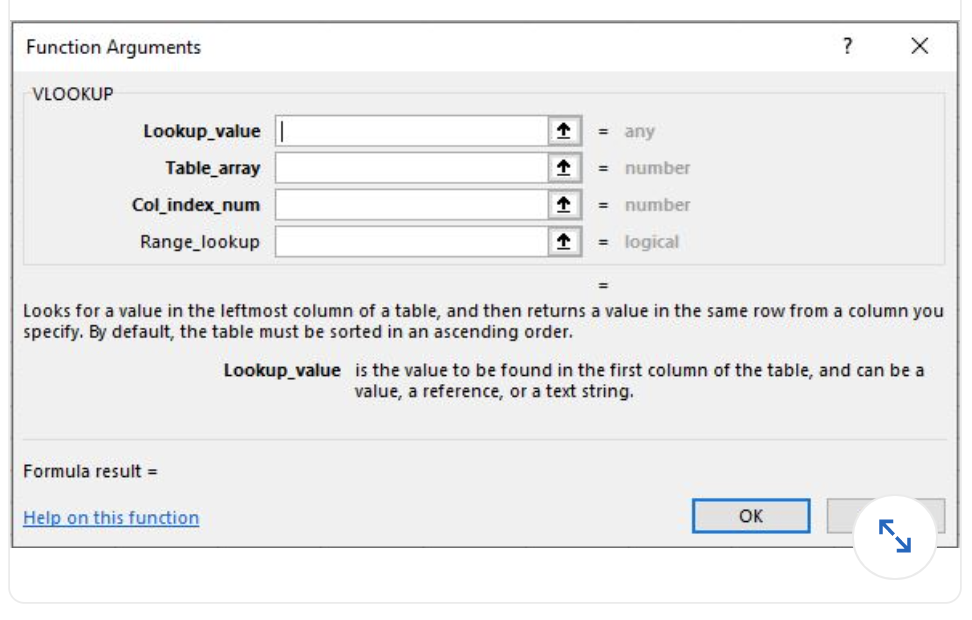 Function Arguments ?
VLOOKUP
Lookup_value = any
Table_array = number
Col_index_num = number
Range_lookup = logical
=
Looks for a value in the leftmost column of a table, and then returns a value in the same row from a column you
specify. By default, the table must be sorted in an ascending order.
Lookup_value is the value to be found in the first column of the table, and can be a
value, a reference, or a text string.
Formula result =
Help on this function OK